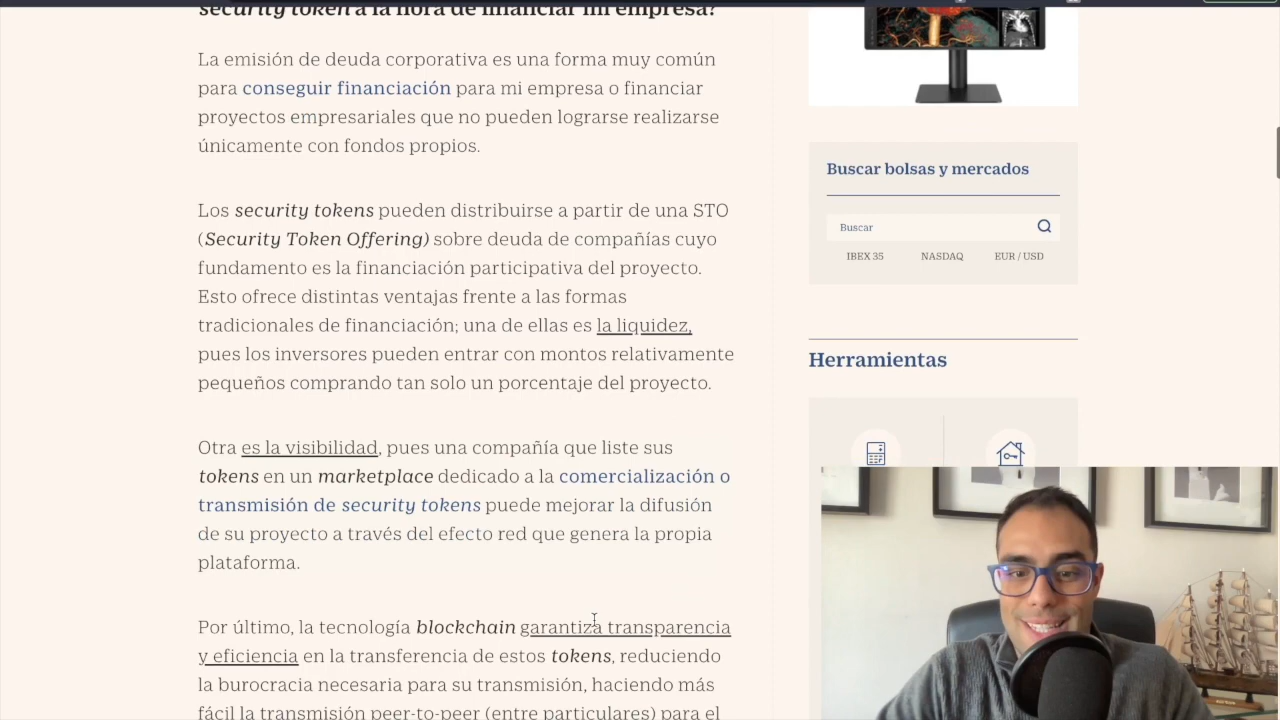 security token a la hora de financiar mi empresa?
La emisión de deuda corporativa es una forma muy común
para conseguir financiación para mi empresa o financiar
proyectos empresariales que no pueden lograrse realizarse
únicamente con fondos propios.
Los security tokens pueden distribuirse a partir de una STO
(Security Token Offering) sobre deuda de compañías cuyo
fundamento es la financiación participativa del proyecto.
Esto ofrece distintas ventajas frente a las formas
tradicionales de financiación; una de ellas es la liquidez,
pues los inversores pueden entrar con montos relativamente
pequeños comprando tan solo un porcentaje del proyecto.
Otra es la visibilidad, pues una compañía que liste sus
tokens en un marketplace dedicado a la comercialización o
transmisión de security tokens puede mejorar la difusión
de su proyecto a través del efecto red que genera la propia
plataforma.
Por último, la tecnología blockchain garantiza transparencia
y eficiencia en la transferencia de estos tokens, reduciendo
la burocracia necesaria para su transmisión, haciendo más
fácil la transmisión peer-to-peer (entre particulares) para el
Buscar bolsas y mercados
Buscar
IBEX 35 NASDAQ EUR / USD
Herramientas